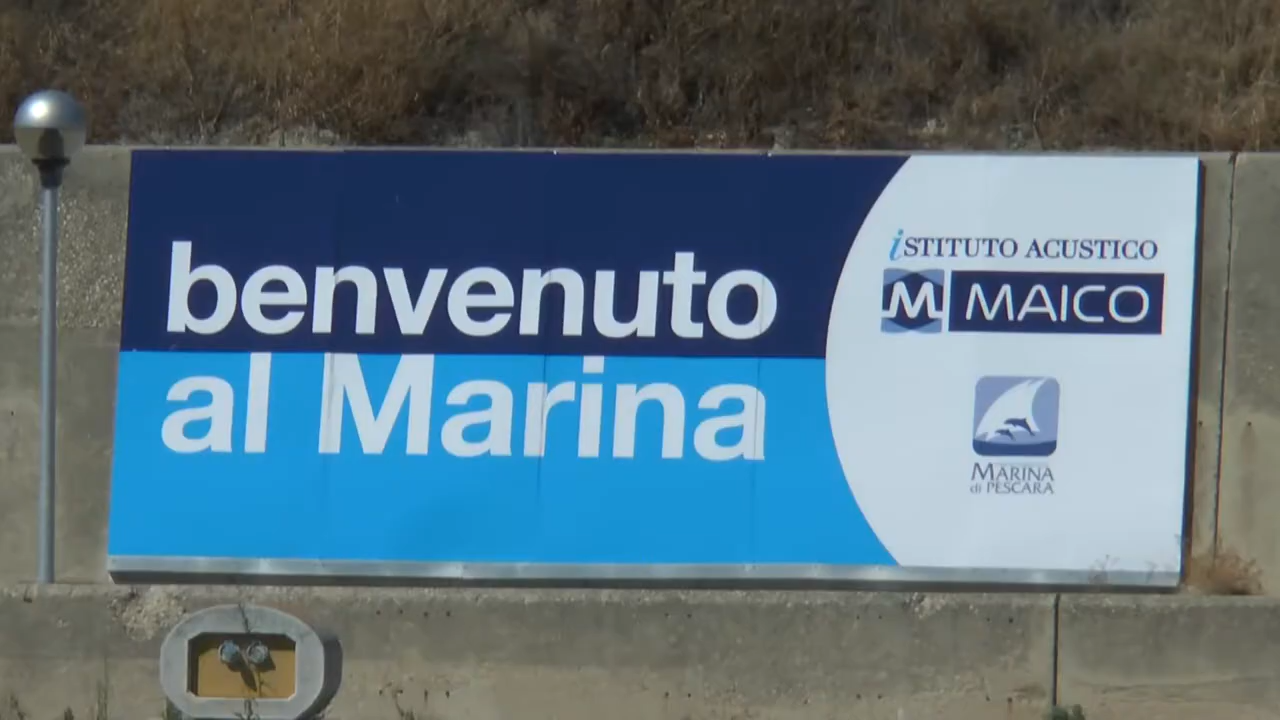 benvenuto
al Marina
iSTITUTO ACUSTICO
M MAICO
MARINA
di PESCARA